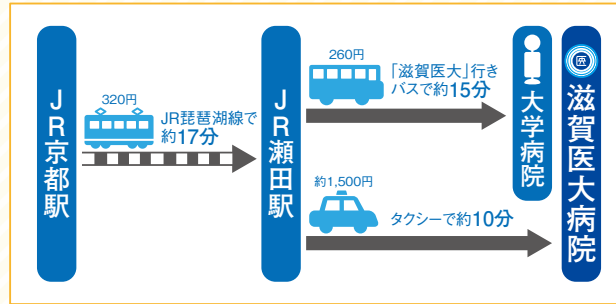 JR京都駅
320円
JR琵琶湖線で
約17分
JR瀬田駅
260円
「滋賀医大」行き
バスで約15分
大学病院
約1,500円
タクシーで約10分
滋賀医大病院